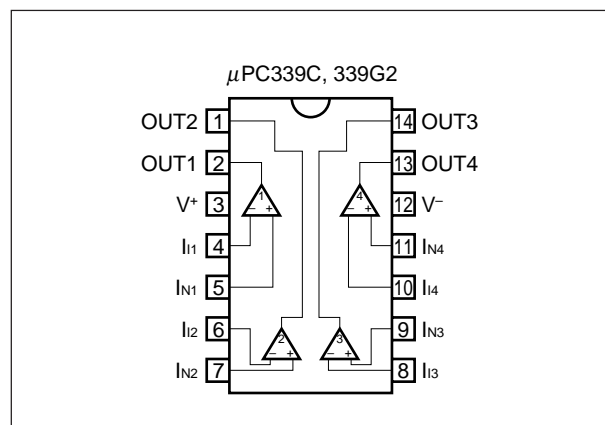 μPC339C, 339G2
OUT2 1 14 OUT3
OUT1 2 13 OUT4
1 4
V+ 3 − + − + 12 V−
II1 4 11 IN4
IN1 5 10 II4
II2 6 9 IN3
2 3
− + − +
IN2 7 8 II3